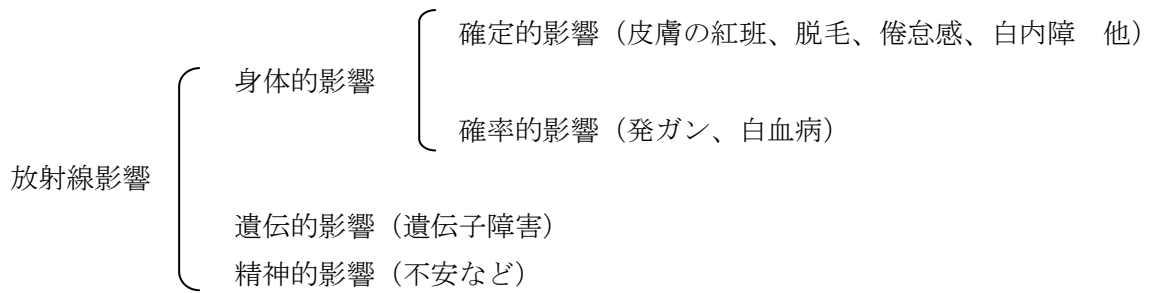 確定的影響（皮膚の紅班、脱毛、倦怠感、白内障　他）
身体的影響
確率的影響（発ガン、白血病）
放射線影響
遺伝的影響（遺伝子障害）
精神的影響（不安など）